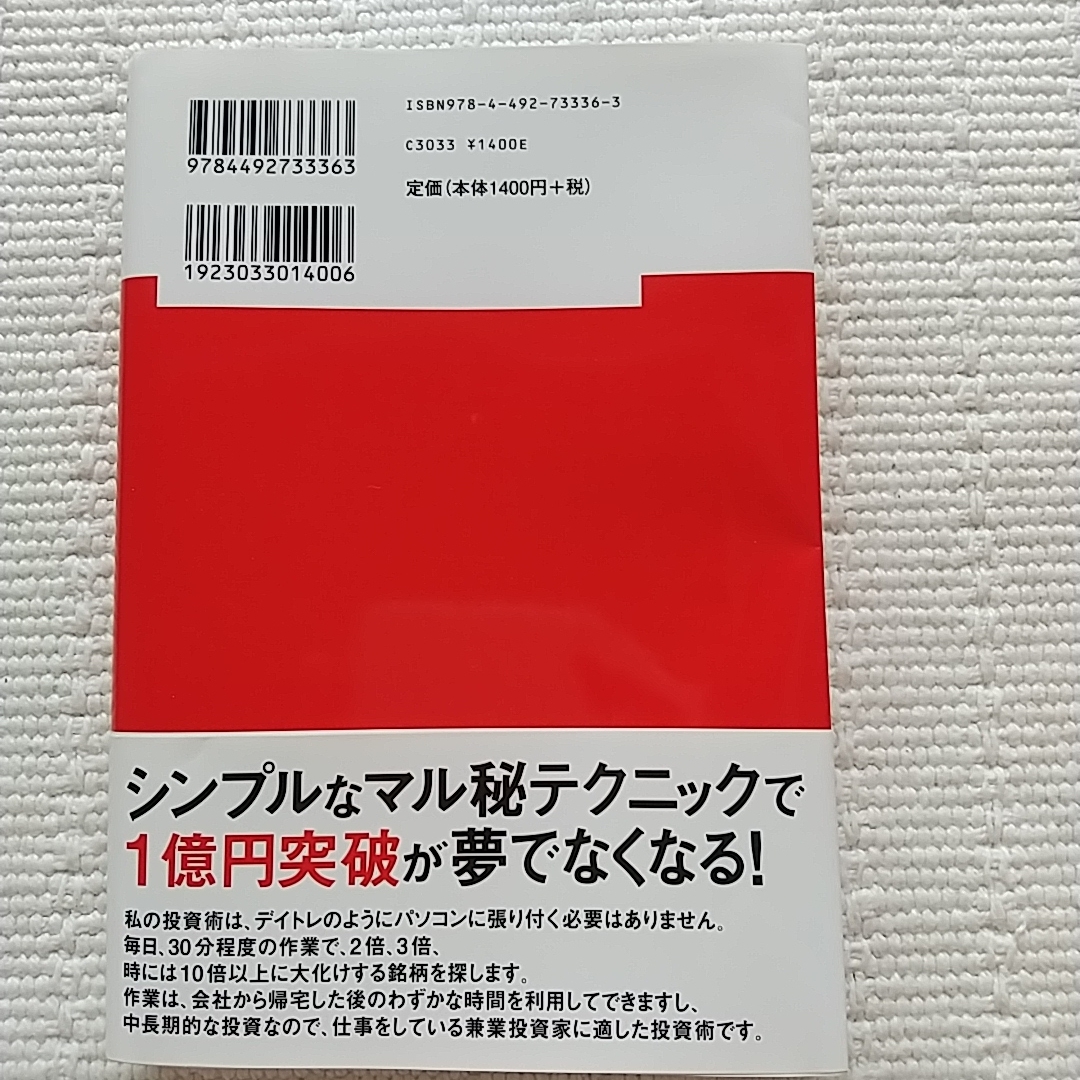 ISBN978-4-492-73336-3
9784492733363
C3033 ¥1400E
定価(本体1400円+税)
1923033014006
シンプルなマル秘テクニックで
1億円突破が夢でなくなる!
私の投資術は、デイトレのようにパソコンに張り付く必要はありません。
毎日、30分程度の作業で、2倍、3倍、
時には10倍以上に大化けする銘柄を探します。
作業は、会社から帰宅した後のわずかな時間を利用してできますし、
中長期的な投資なので、仕事をしている兼業投資家に適した投資術です。